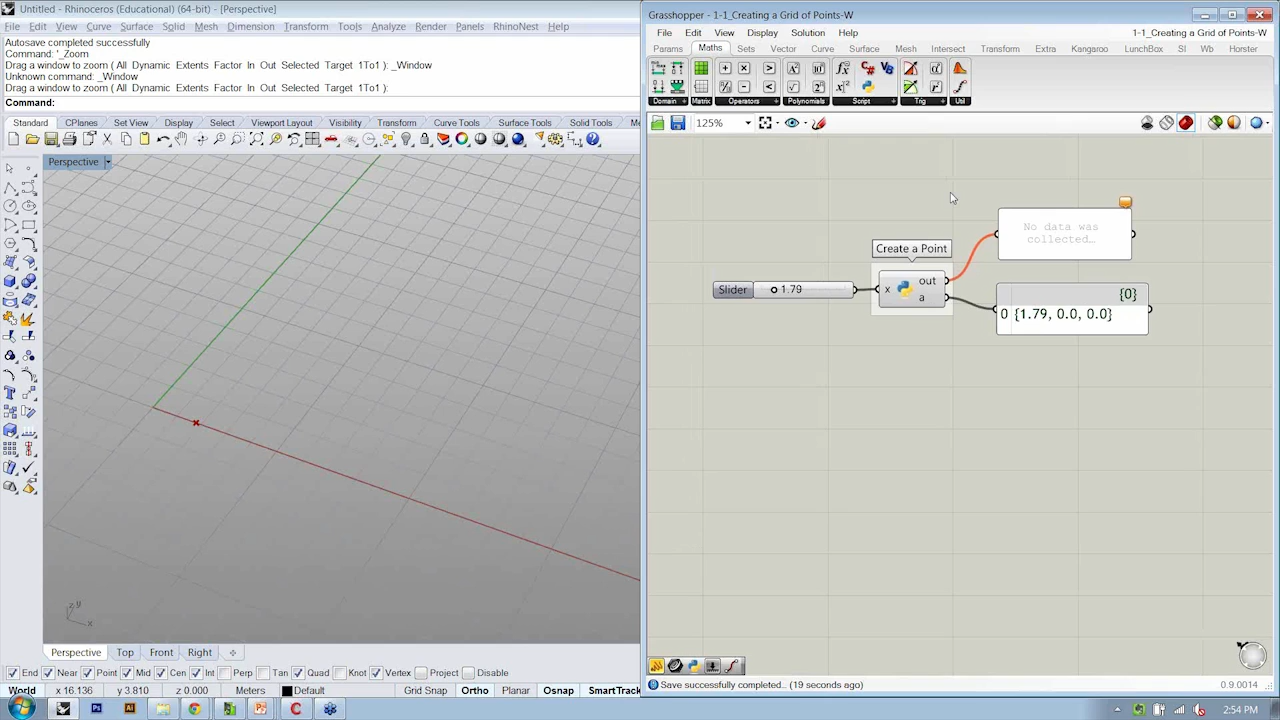 Untitled - Rhinoceros (Educational) (64-bit) - [Perspective]
File Edit View Curve Surface Solid Mesh Dimension Transform Tools Analyze Render Panels RhinoNest Help
Autosave completed successfully
Command: '_Zoom
Drag a window to zoom ( All Dynamic Extents Factor In Out Selected Target 1To1 ): _Window
Unknown command: _Window
Drag a window to zoom ( All Dynamic Extents Factor In Out Selected Target 1To1 ):
Command:
Standard CPlanes Set View Display Select Viewport Layout Visibility Transform Curve Tools Surface Tools Solid Tools Me
Perspective
z y
x
Perspective Top Front Right
End Near Point Mid Cen Int Perp Tan Quad Knot Vertex Project Disable
World x 16.136 y 3.810 z 0.000 Meters Default Grid Snap Ortho Planar Osnap SmartTrack
Grasshopper - 1-1_Creating a Grid of Points-W
File Edit View Display Solution Help
1-1_Creating a Grid of Points-W
Params Maths Sets Vector Curve Surface Mesh Intersect Transform Extra Kangaroo LunchBox SI Wb Horster
Domain Matrix Operators Polynomials Script Trig Util
125%
No data was
collected...
Create a Point
Slider 1.79
x out
a
{0}
0 {1.79, 0.0, 0.0}
Save successfully completed... (19 seconds ago)
0.9.0014
2:54 PM